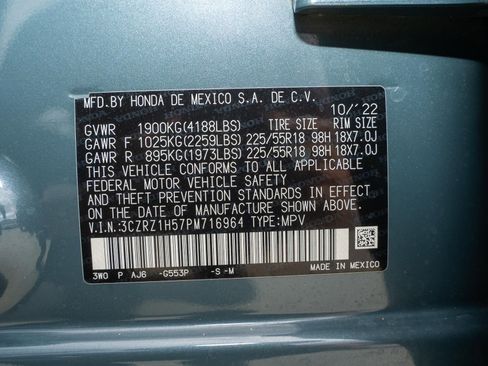 MFD.BY HONDA DE MEXICO S.A. DE C.V.
10/'22
GVWR 1900KG(4188LBS) TIRE SIZE RIM SIZE
GAWR F 1025KG(2259LBS) 225/55R18 98H 18X7.0J
GAWR R 895KG(1973LBS) 225/55R18 98H 18X7.0J
THIS VEHICLE CONFORMS TO ALL APPLICABLE
FEDERAL MOTOR VEHICLE SAFETY
AND THEFT PREVENTION STANDARDS IN EFFECT
ON THE DATE OF MANUFACTURE SHOWN ABOVE.
V.I.N:3CZRZ1H57PM716964 TYPE:MPV
3W0 P AJ6 -G553P -S -M
MADE IN MEXICO